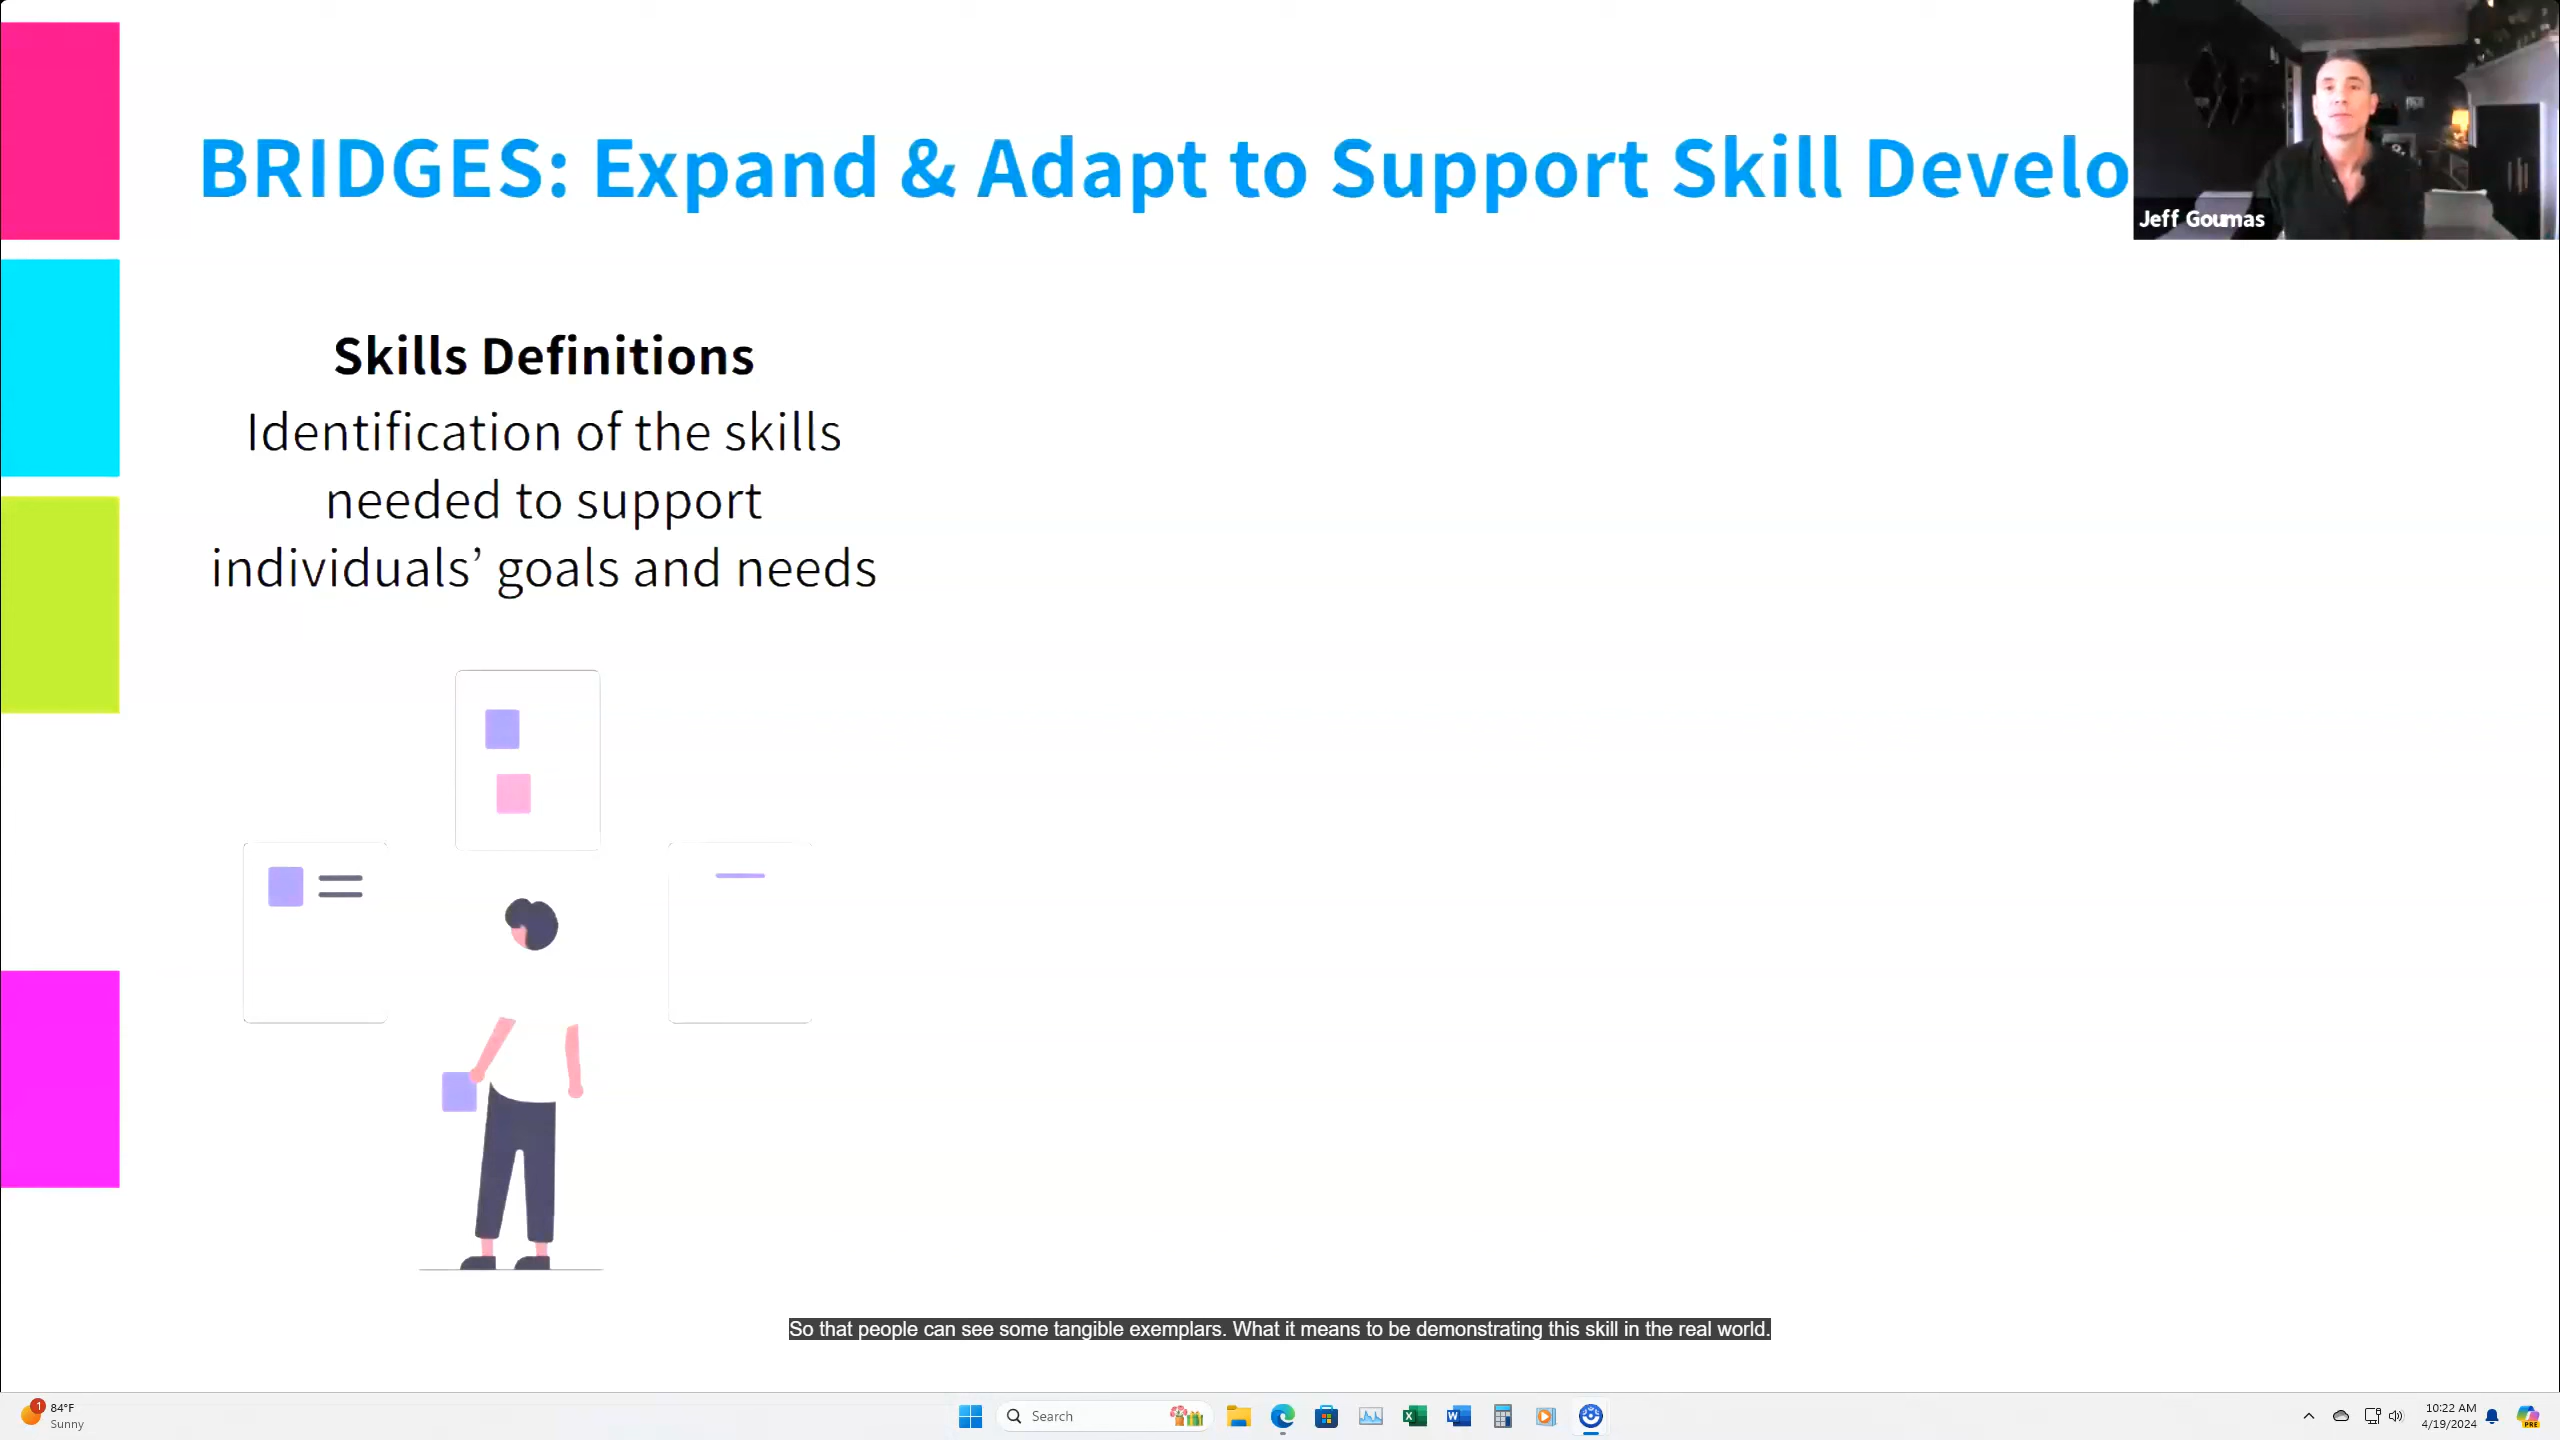 BRIDGES: Expand & Adapt to Support Skill Develo
Jeff Goumas
Skills Definitions
Identification of the skills
needed to support
individuals’ goals and needs
So that people can see some tangible exemplars. What it means to be demonstrating this skill in the real world.
1
84°F
Sunny
Search
10:22 AM
4/19/2024
PRE